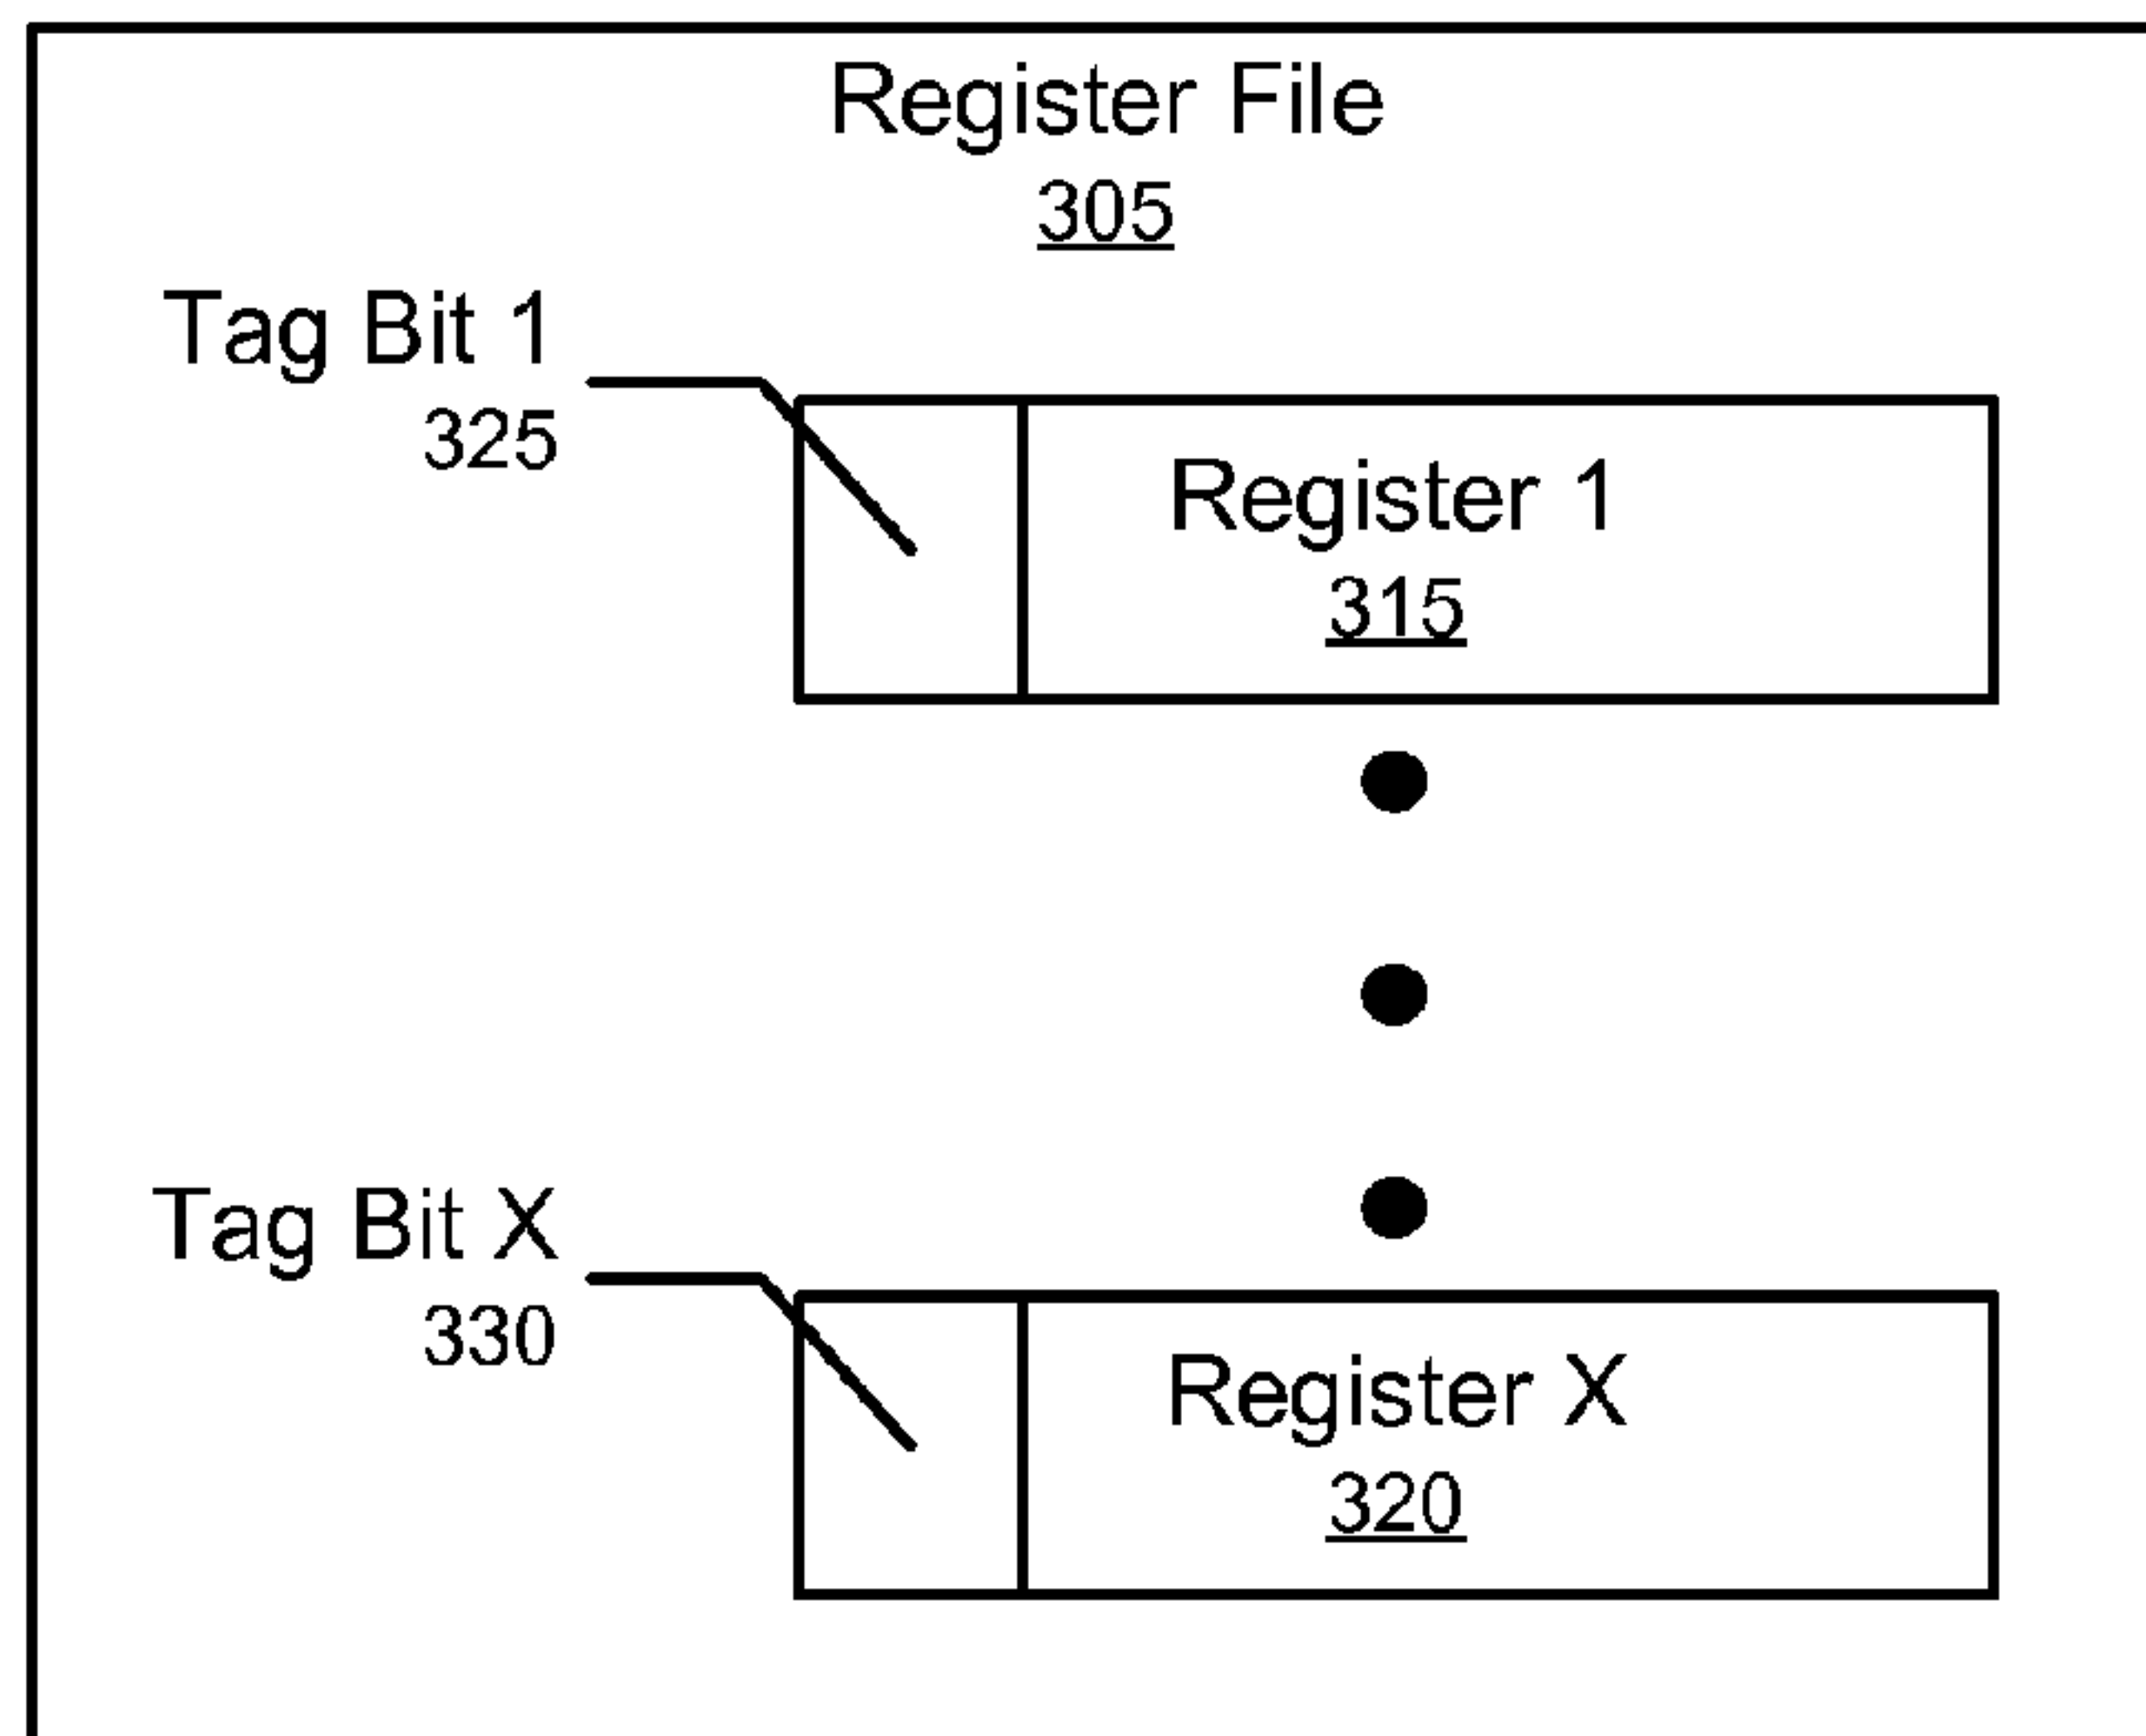 Register File
305
Tag Bit 1
325
Register 1
315
Tag Bit X
330
Register X
320